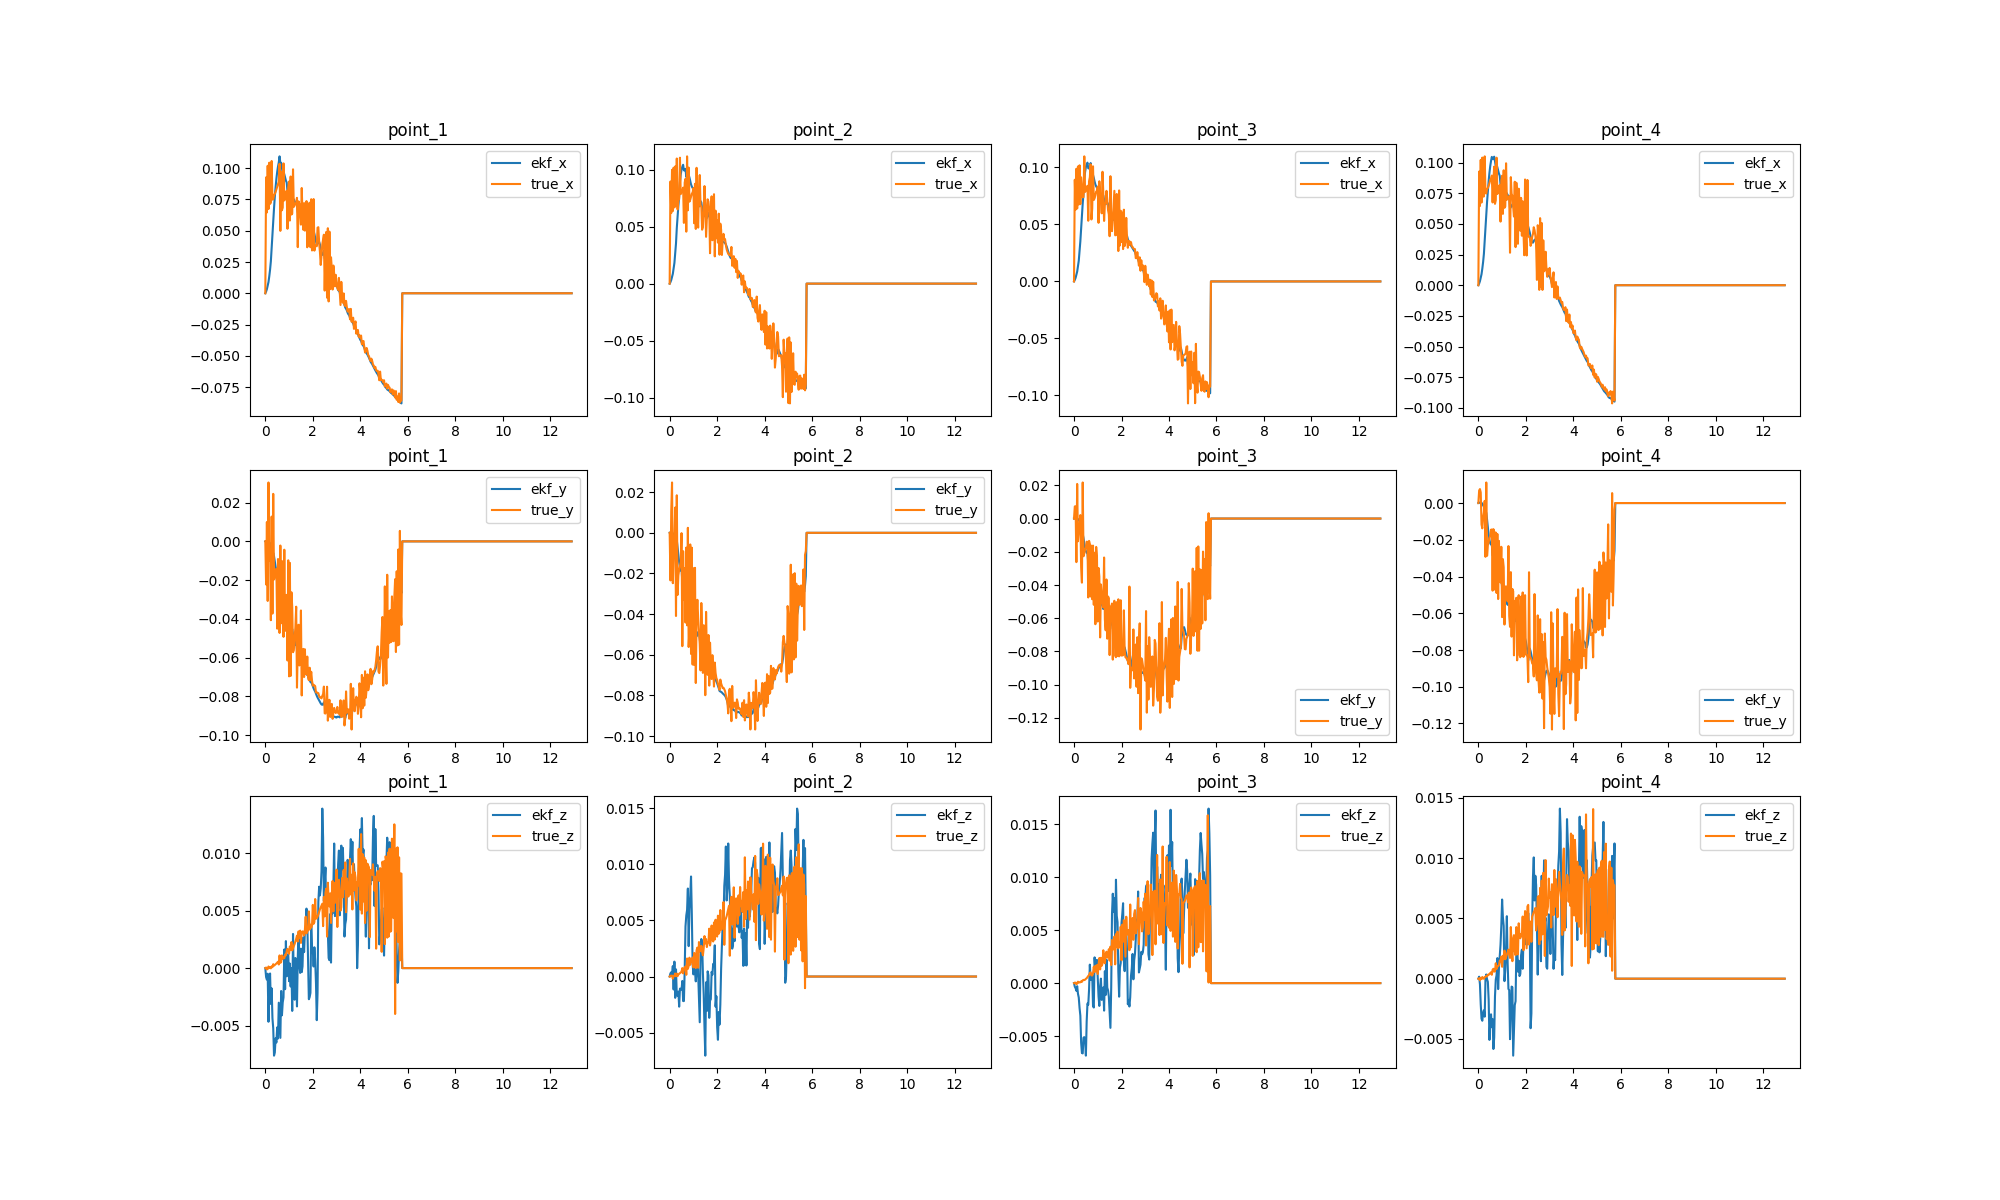 point_1 point_2 point_3 point_4
ekf_x ekf_x ekf_x ekf_x
true_x true_x true_x true_x
0.100 0.10 0.10 0.100
0.075 0.075
0.050 0.05 0.05 0.050
0.025 0.025
0.000 0.00 0.00 0.000
−0.025 −0.025
−0.050 −0.05 −0.05 −0.050
−0.075 −0.075
−0.10 −0.10 −0.100
0 2 4 6 8 10 12 0 2 4 6 8 10 12 0 2 4 6 8 10 12 0 2 4 6 8 10 12
point_1 point_2 point_3 point_4
ekf_y ekf_y
true_y true_y
0.02 0.02 0.02
0.00 0.00 0.00 0.00
−0.02 −0.02 −0.02 −0.02
−0.04 −0.04 −0.04 −0.04
−0.06 −0.06 −0.06 −0.06
−0.08 −0.08 −0.08 −0.08
−0.10 −0.10 −0.10 −0.10
−0.12 −0.12
ekf_y ekf_y
true_y true_y
0 2 4 6 8 10 12 0 2 4 6 8 10 12 0 2 4 6 8 10 12 0 2 4 6 8 10 12
point_1 point_2 point_3 point_4
ekf_z ekf_z ekf_z ekf_z
true_z true_z true_z true_z
0.015 0.015 0.015
0.010 0.010 0.010 0.010
0.005 0.005 0.005 0.005
0.000 0.000 0.000 0.000
−0.005 −0.005 −0.005 −0.005
0 2 4 6 8 10 12 0 2 4 6 8 10 12 0 2 4 6 8 10 12 0 2 4 6 8 10 12